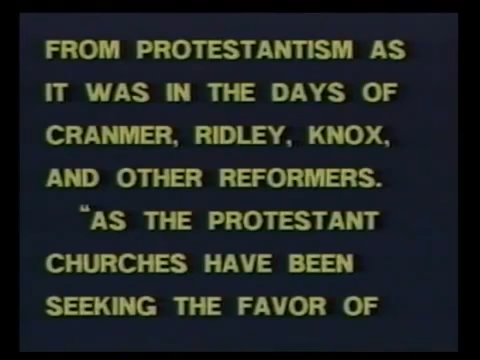 FROM PROTESTANTISM AS
IT WAS IN THE DAYS OF
CRANMER, RIDLEY, KNOX,
AND OTHER REFORMERS.
“AS THE PROTESTANT
CHURCHES HAVE BEEN
SEEKING THE FAVOR OF